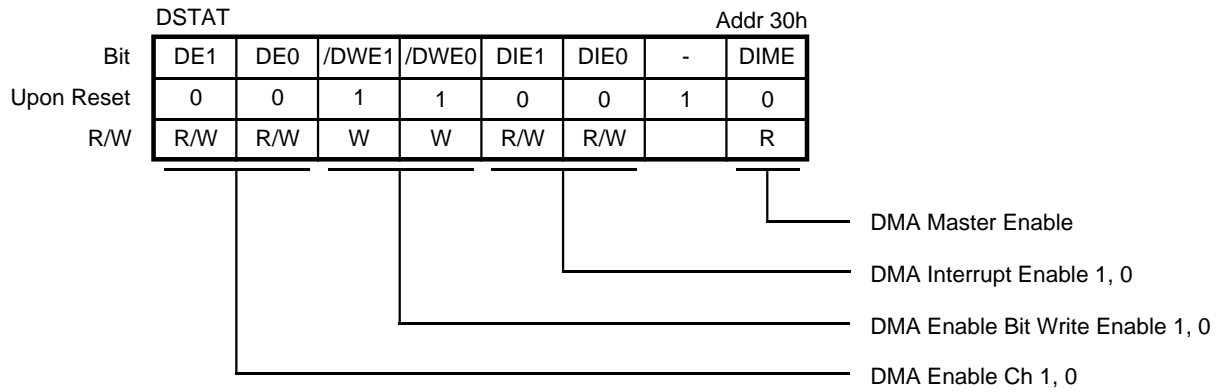 DSTAT Addr 30h
Bit DE1 DE0 /DWE1 /DWE0 DIE1 DIE0 - DIME
Upon Reset 0 0 1 1 0 0 1 0
R/W R/W R/W W W R/W R/W R
DMA Master Enable
DMA Interrupt Enable 1, 0
DMA Enable Bit Write Enable 1, 0
DMA Enable Ch 1, 0